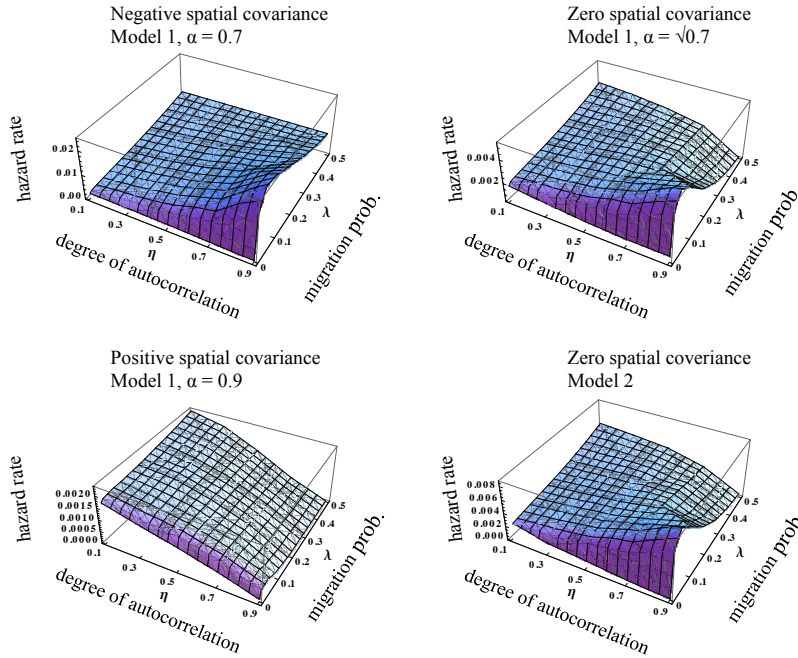 Negative spatial covariance
Model 1, α = 0.7
hazard rate
0.02
0.01
0.00
0.1
0.3
0.5
0.7
0.9
η
degree of autocorrelation
0
0.1
0.2
0.3
0.4
0.5
λ
migration prob.
Zero spatial covariance
Model 1, α = √0.7
hazard rate
0.004
0.002
0.1
0.3
0.5
0.7
0.9
η
degree of autocorrelation
0
0.1
0.2
0.3
0.4
0.5
λ
migration prob.
Positive spatial covariance
Model 1, α = 0.9
hazard rate
0.0020
0.0015
0.0010
0.0005
0.0000
0.1
0.3
0.5
0.7
0.9
η
degree of autocorrelation
0
0.1
0.2
0.3
0.4
0.5
λ
migration prob.
Zero spatial coveriance
Model 2
hazard rate
0.008
0.006
0.004
0.002
0.000
0.1
0.3
0.5
0.7
0.9
η
degree of autocorrelation
0
0.1
0.2
0.3
0.4
0.5
λ
migration prob.